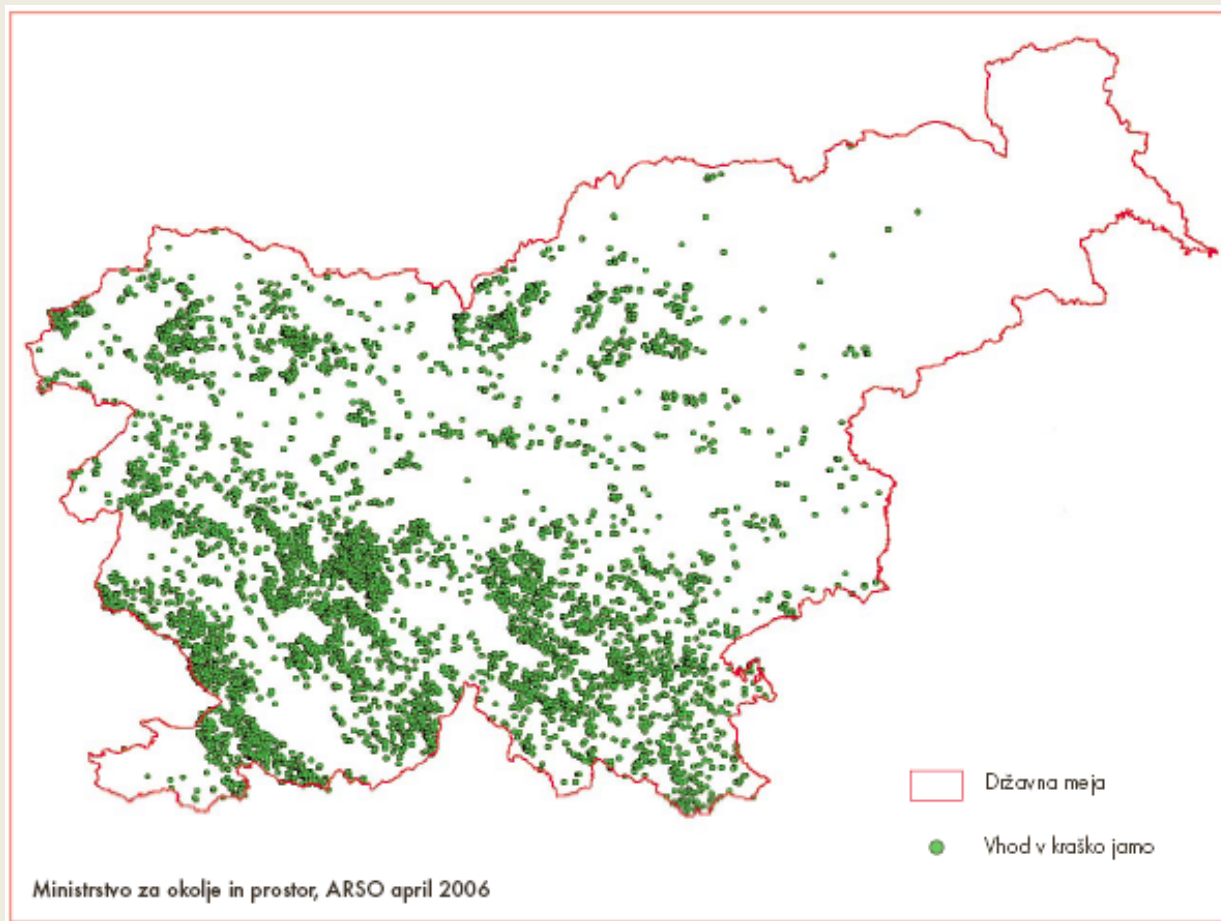 Državna meja
Vhod v kraško jamo
Ministrstvo za okolje in prostor, ARSO april 2006